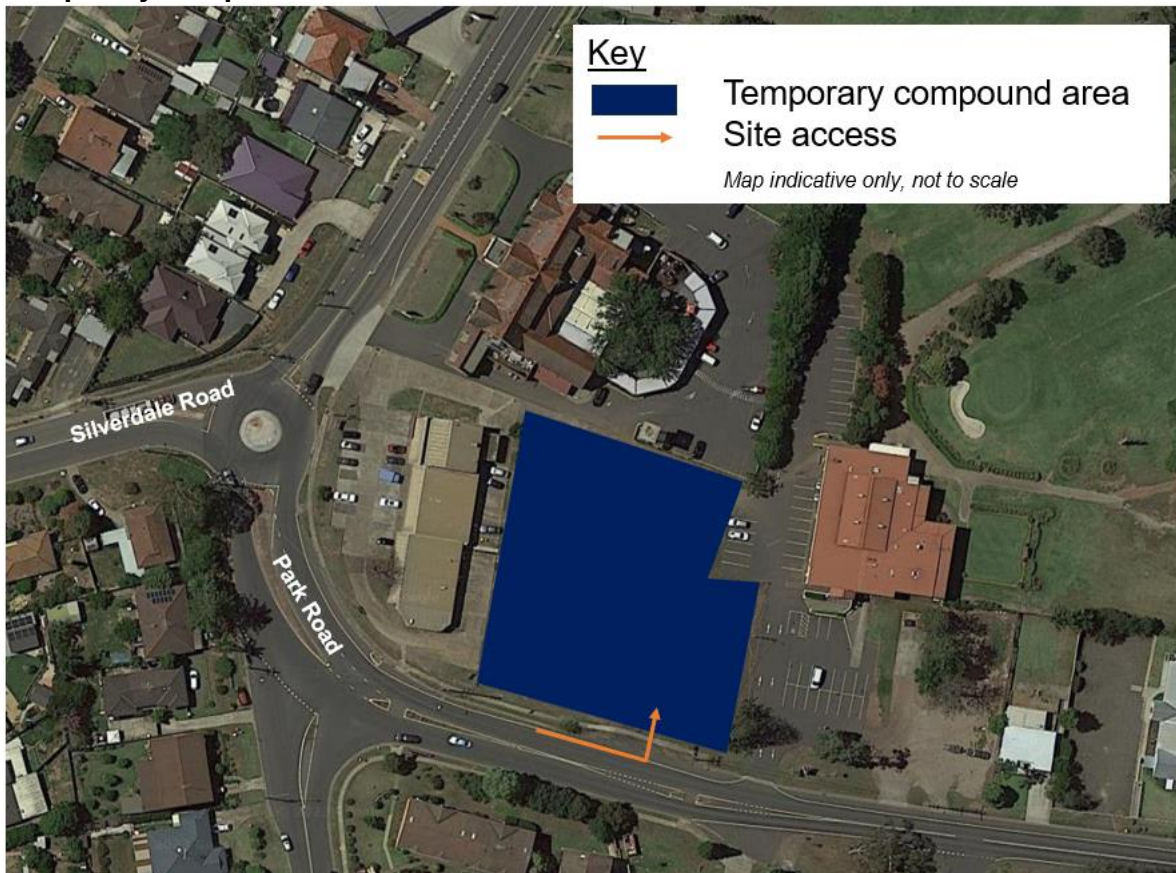 Key
Temporary compound area
Site access
Map indicative only, not to scale
Silverdale Road
Park Road